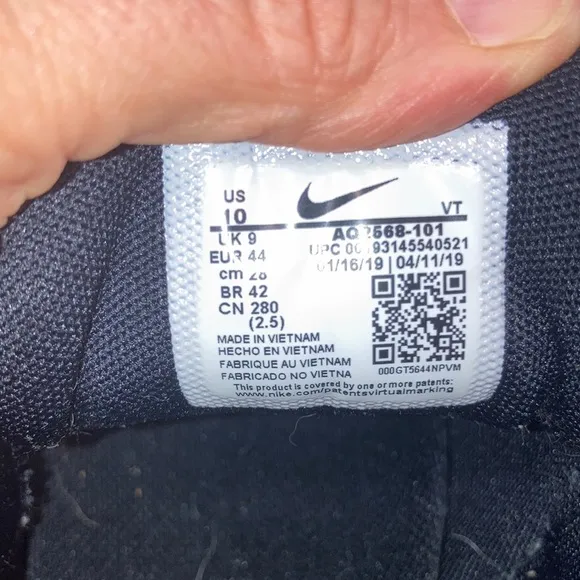 US
10
UK 9
EUR 44
cm 28
BR 42
CN 280
(2.5)
VT
-101
UPC
01/16/19 | 04/11/19
000GT5644NPVM
MADE IN VIETNAM
HECHO EN VIETNAM
FABRIQUE AU VIETNAM
FABRICADO NO VIETNA
This product is covered by one or more patents:
www.nike.com/patentsvirtualmarking